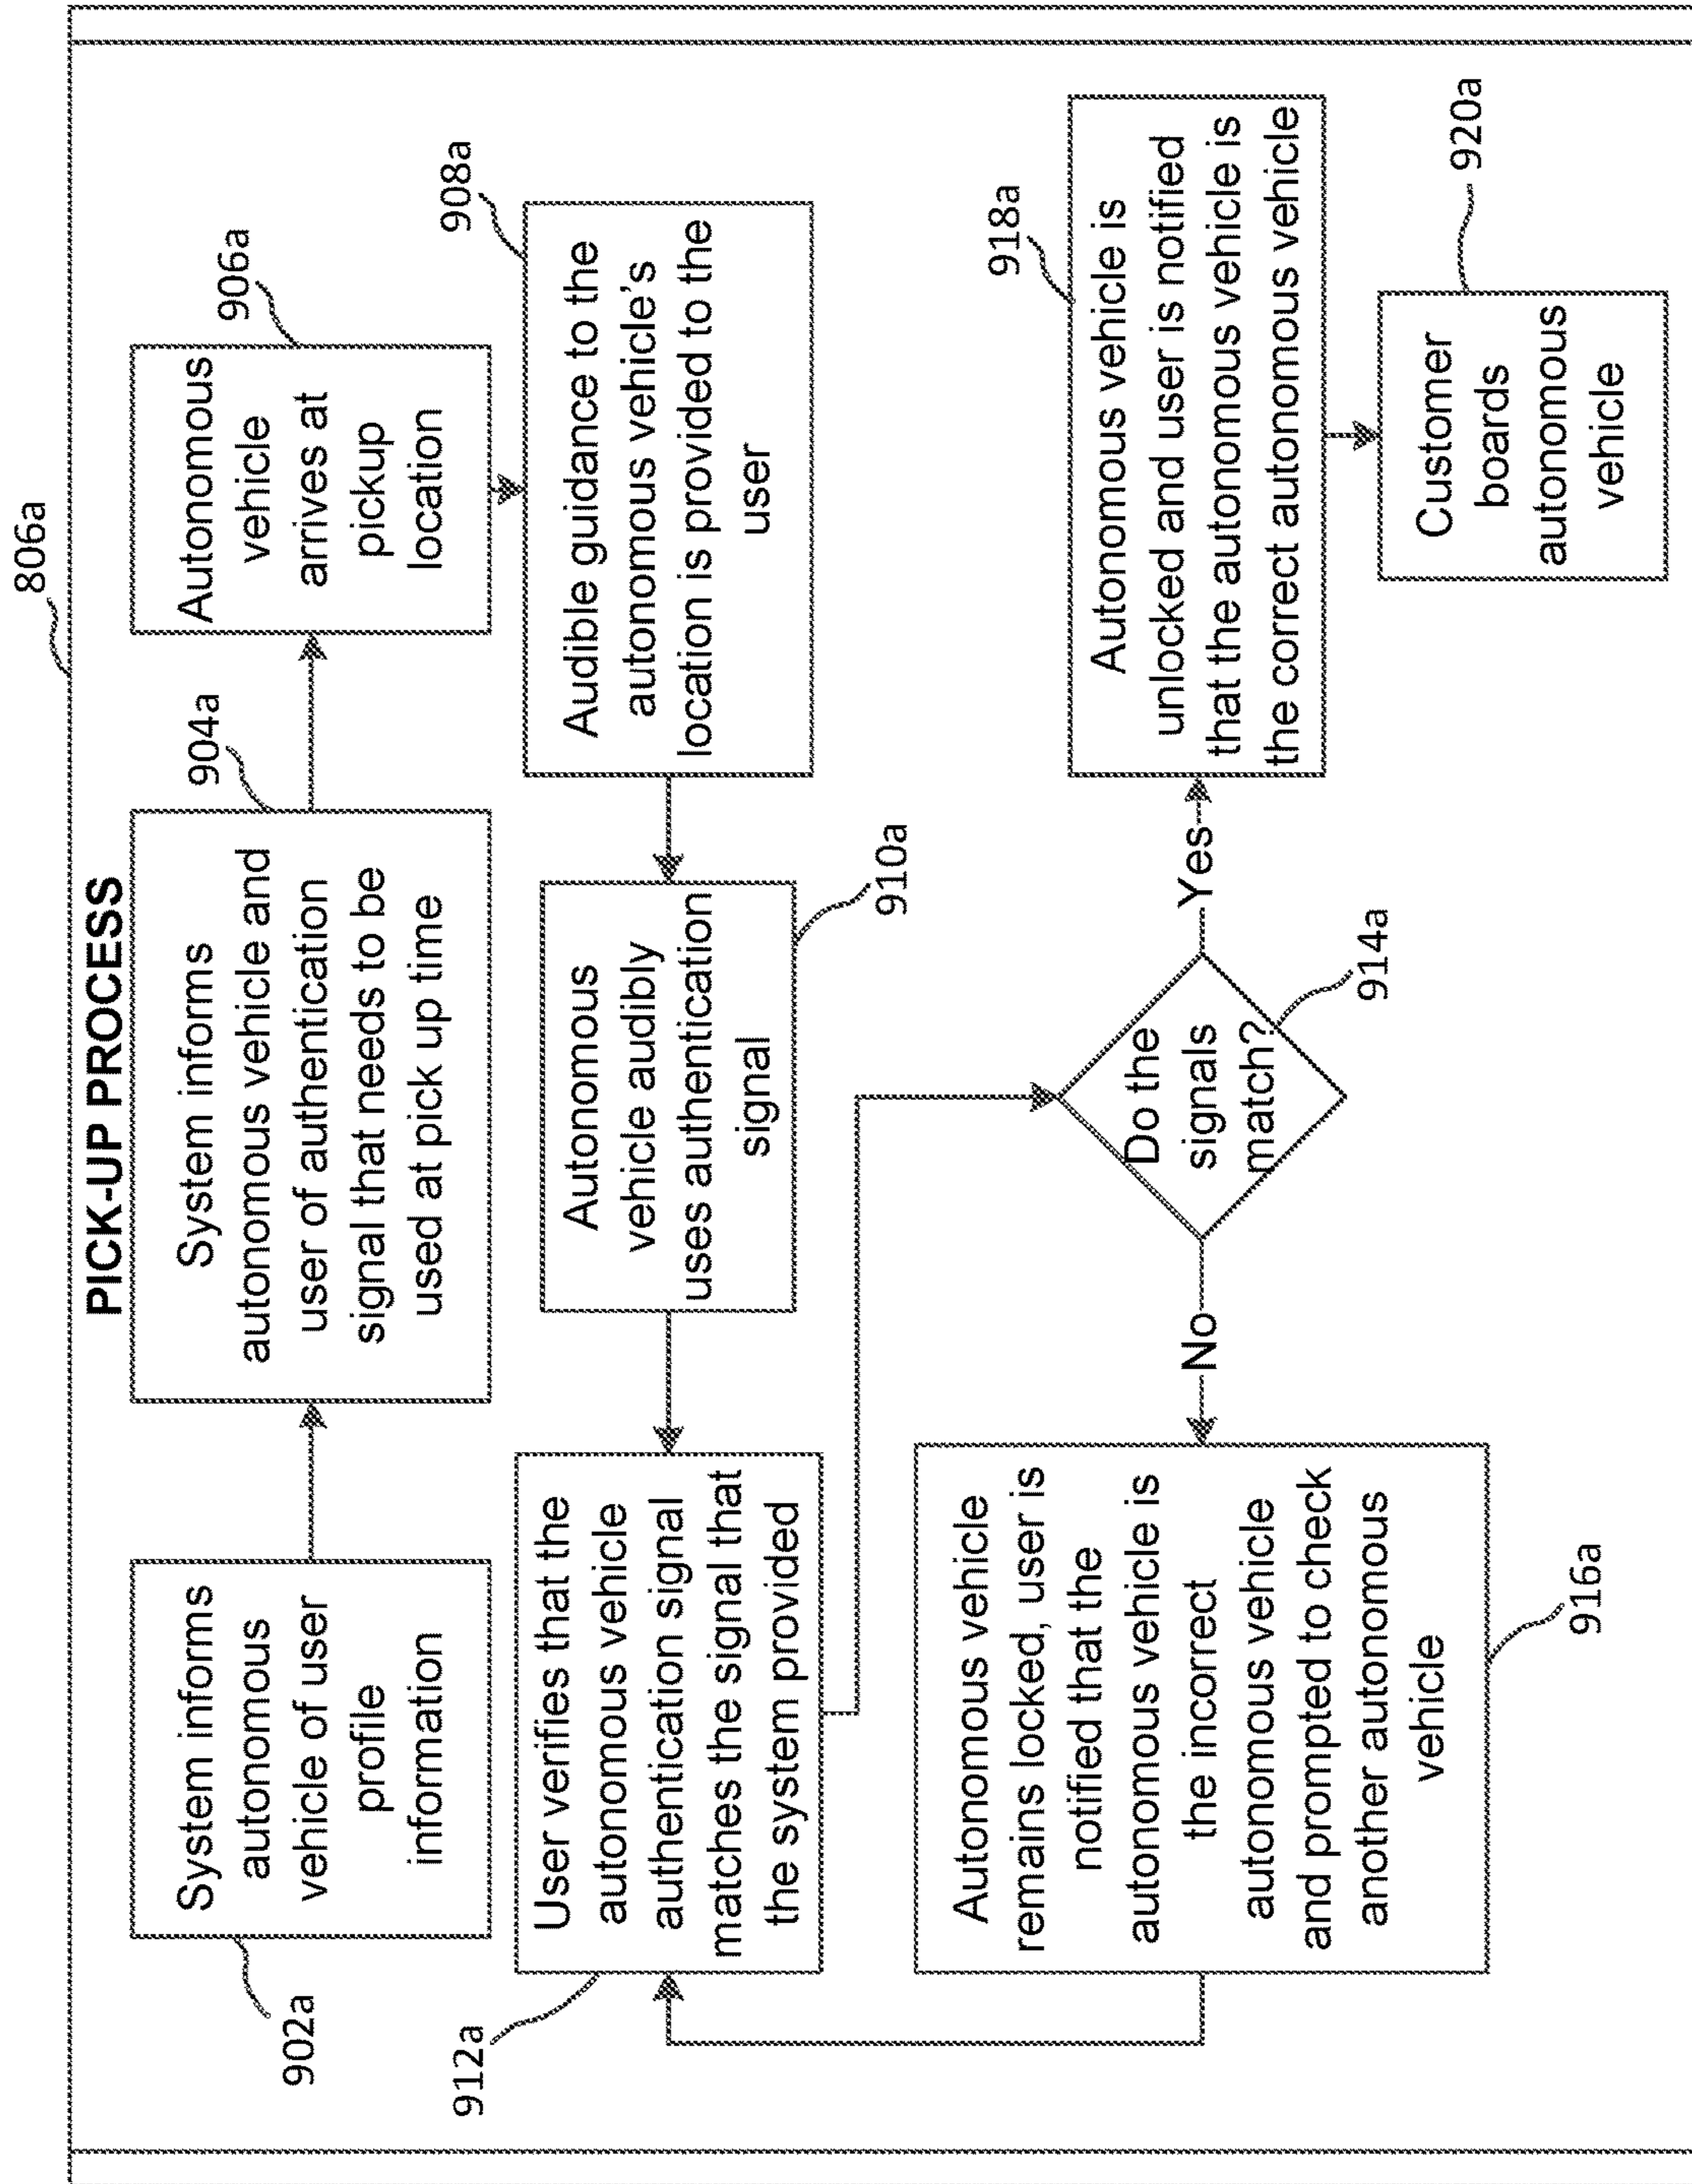 806a
PICK-UP PROCESS
902a
System informs
autonomous
vehicle of user
profile
information
904a
System informs
autonomous vehicle and
user of authentication
signal that needs to be
used at pick up time
906a
Autonomous
vehicle
arrives at
pickup
location
908a
Audible guidance to the
autonomous vehicle's
location is provided to the
user
910a
Autonomous
vehicle audibly
uses authentication
signal
912a
User verifies that the
autonomous vehicle
authentication signal
matches the signal that
the system provided
914a
Do the
signals
match?
No
Yes
916a
Autonomous vehicle
remains locked, user is
notified that the
autonomous vehicle is
the incorrect
autonomous vehicle
and prompted to check
another autonomous
vehicle
918a
Autonomous vehicle is
unlocked and user is notified
that the autonomous vehicle is
the correct autonomous vehicle
920a
Customer
boards
autonomous
vehicle